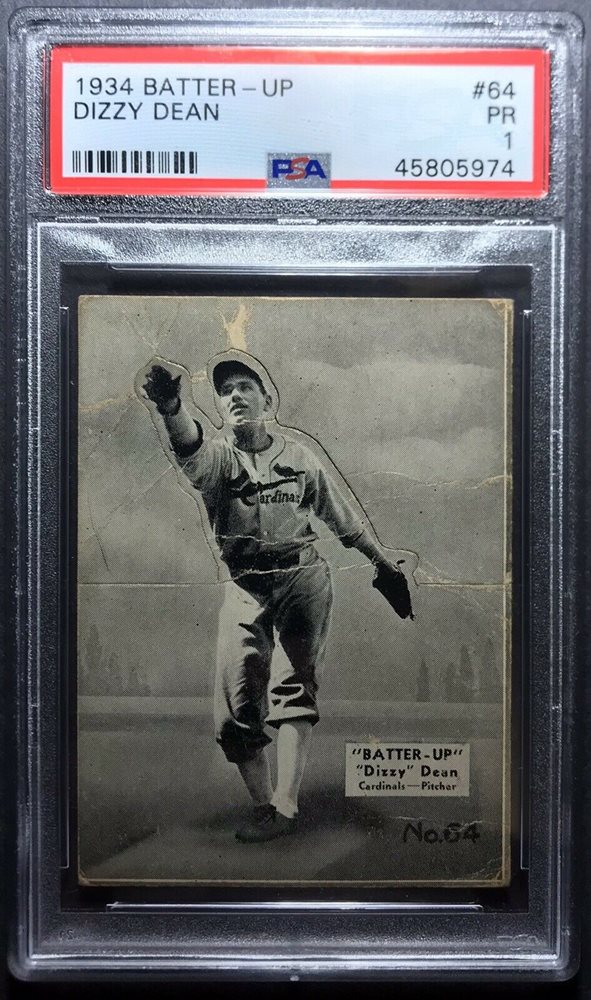 1934 BATTER-UP #64
DIZZY DEAN PR
1
PSA 45805974
Cardinals
"BATTER-UP"
"Dizzy" Dean
Cardinals—Pitcher
No.64